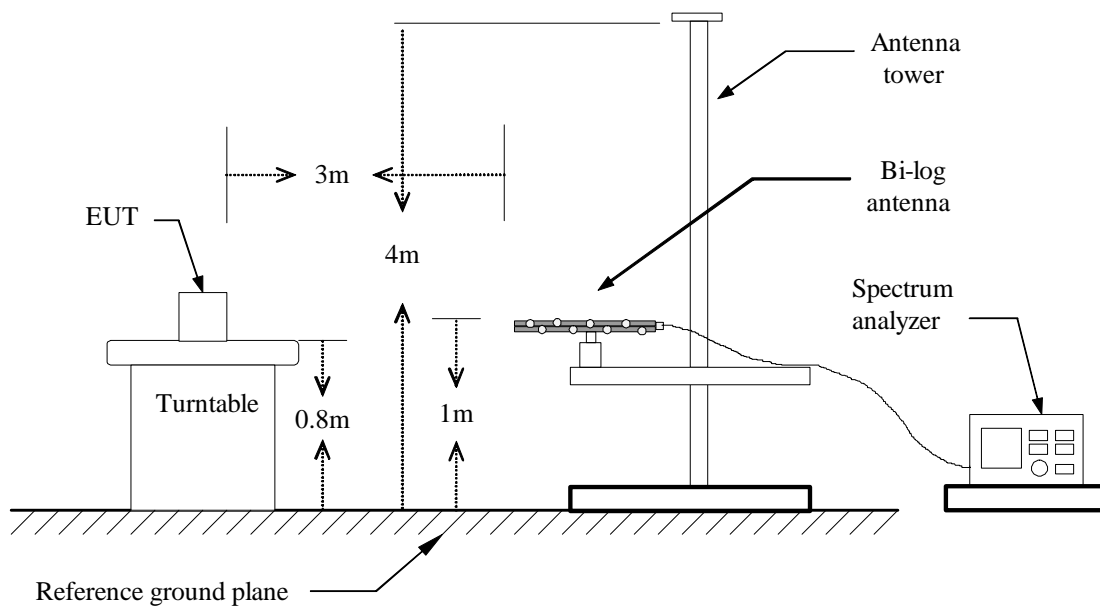 Antenna
tower
3m
Bi-log
antenna
EUT
4m
Spectrum
analyzer
Turntable
0.8m
1m
Reference ground plane